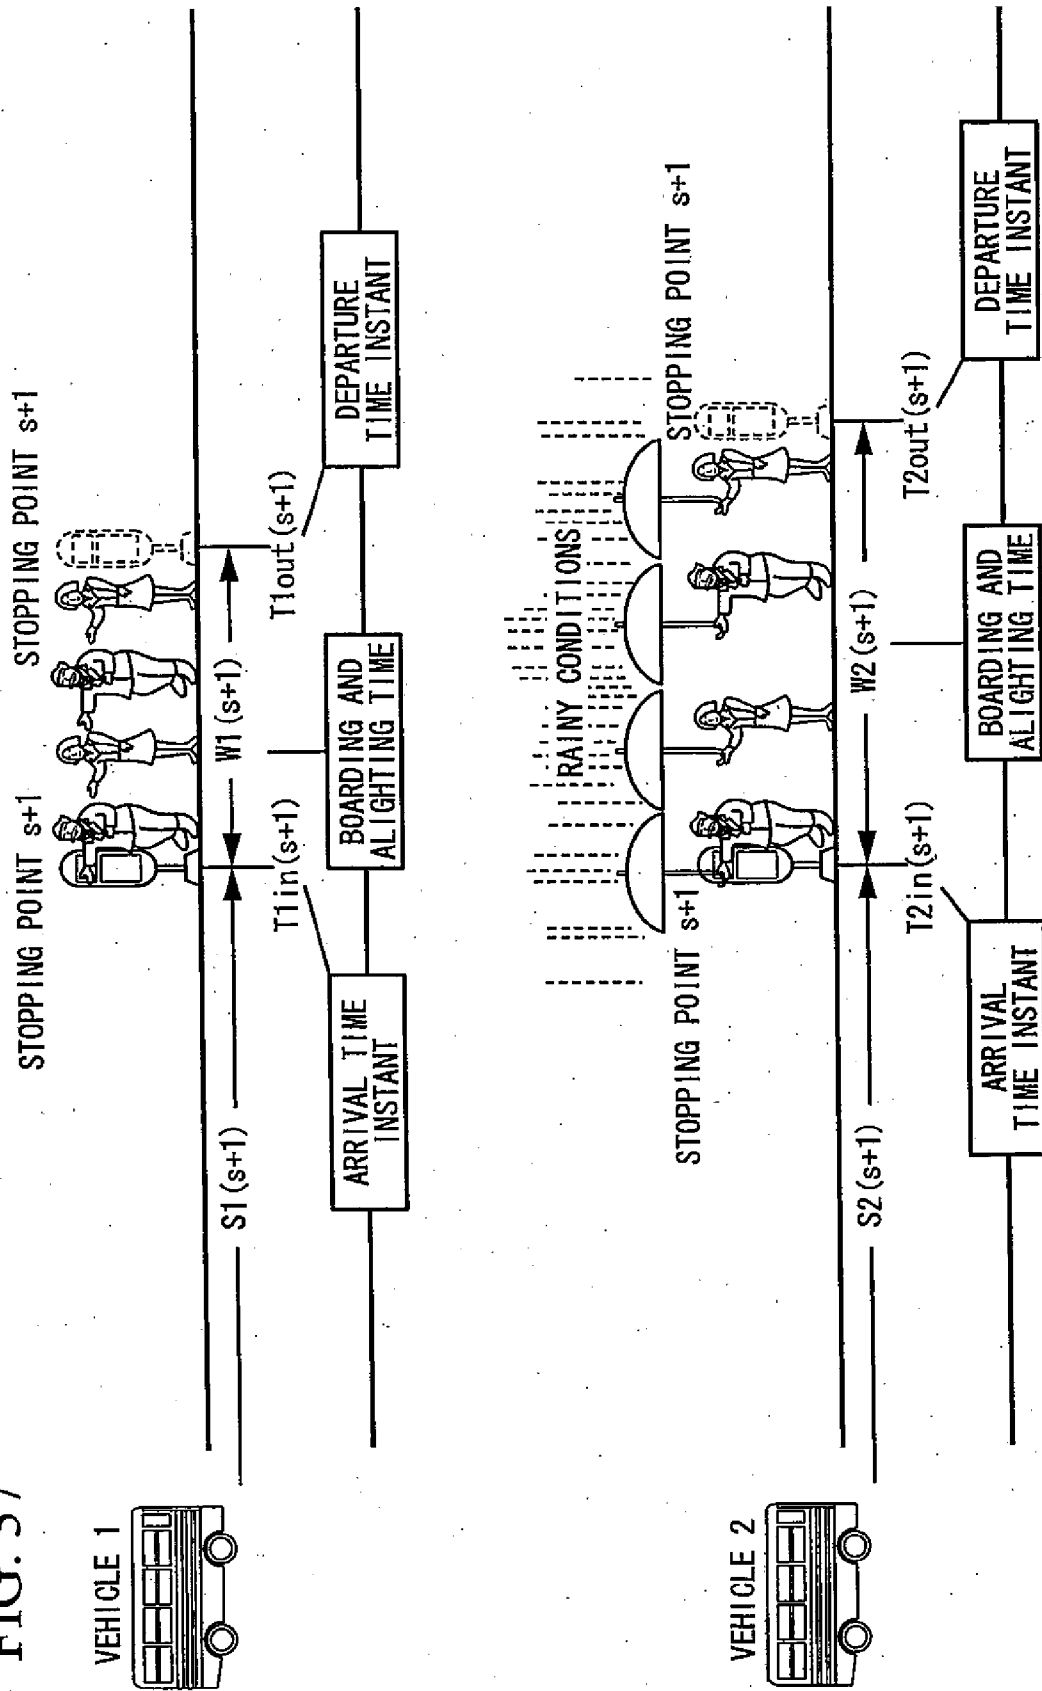 FIG. 37
VEHICLE 1
STOPPING POINT s+1
STOPPING POINT s+1
S1(s+1)
W1(s+1)
T1in(s+1)
T1out(s+1)
ARRIVAL TIME
INSTANT
BOARDING AND
ALIGHTING TIME
DEPARTURE
TIME INSTANT
VEHICLE 2
RAINY CONDITIONS
STOPPING POINT s+1
STOPPING POINT s+1
S2(s+1)
W2(s+1)
T2in(s+1)
T2out(s+1)
ARRIVAL
TIME INSTANT
BOARDING AND
ALIGHTING TIME
DEPARTURE
TIME INSTANT